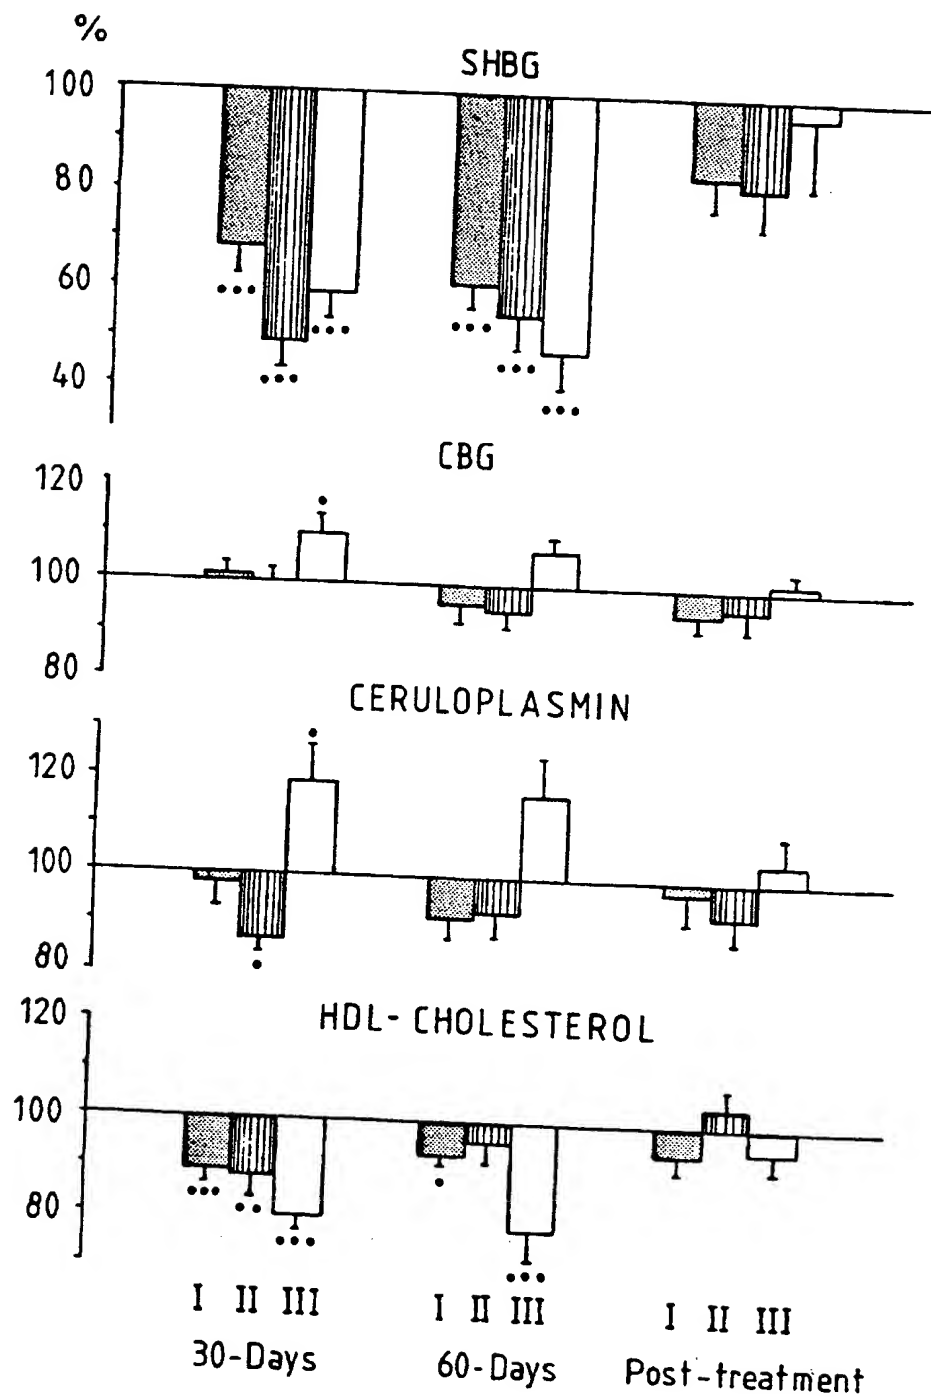 %
SHBG
100
80
60
40
CBG
120
100
80
CERULOPLASMIN
120
100
80
HDL-CHOLESTEROL
120
100
80
I II III I II III I II III
30-Days 60-Days Post-treatment